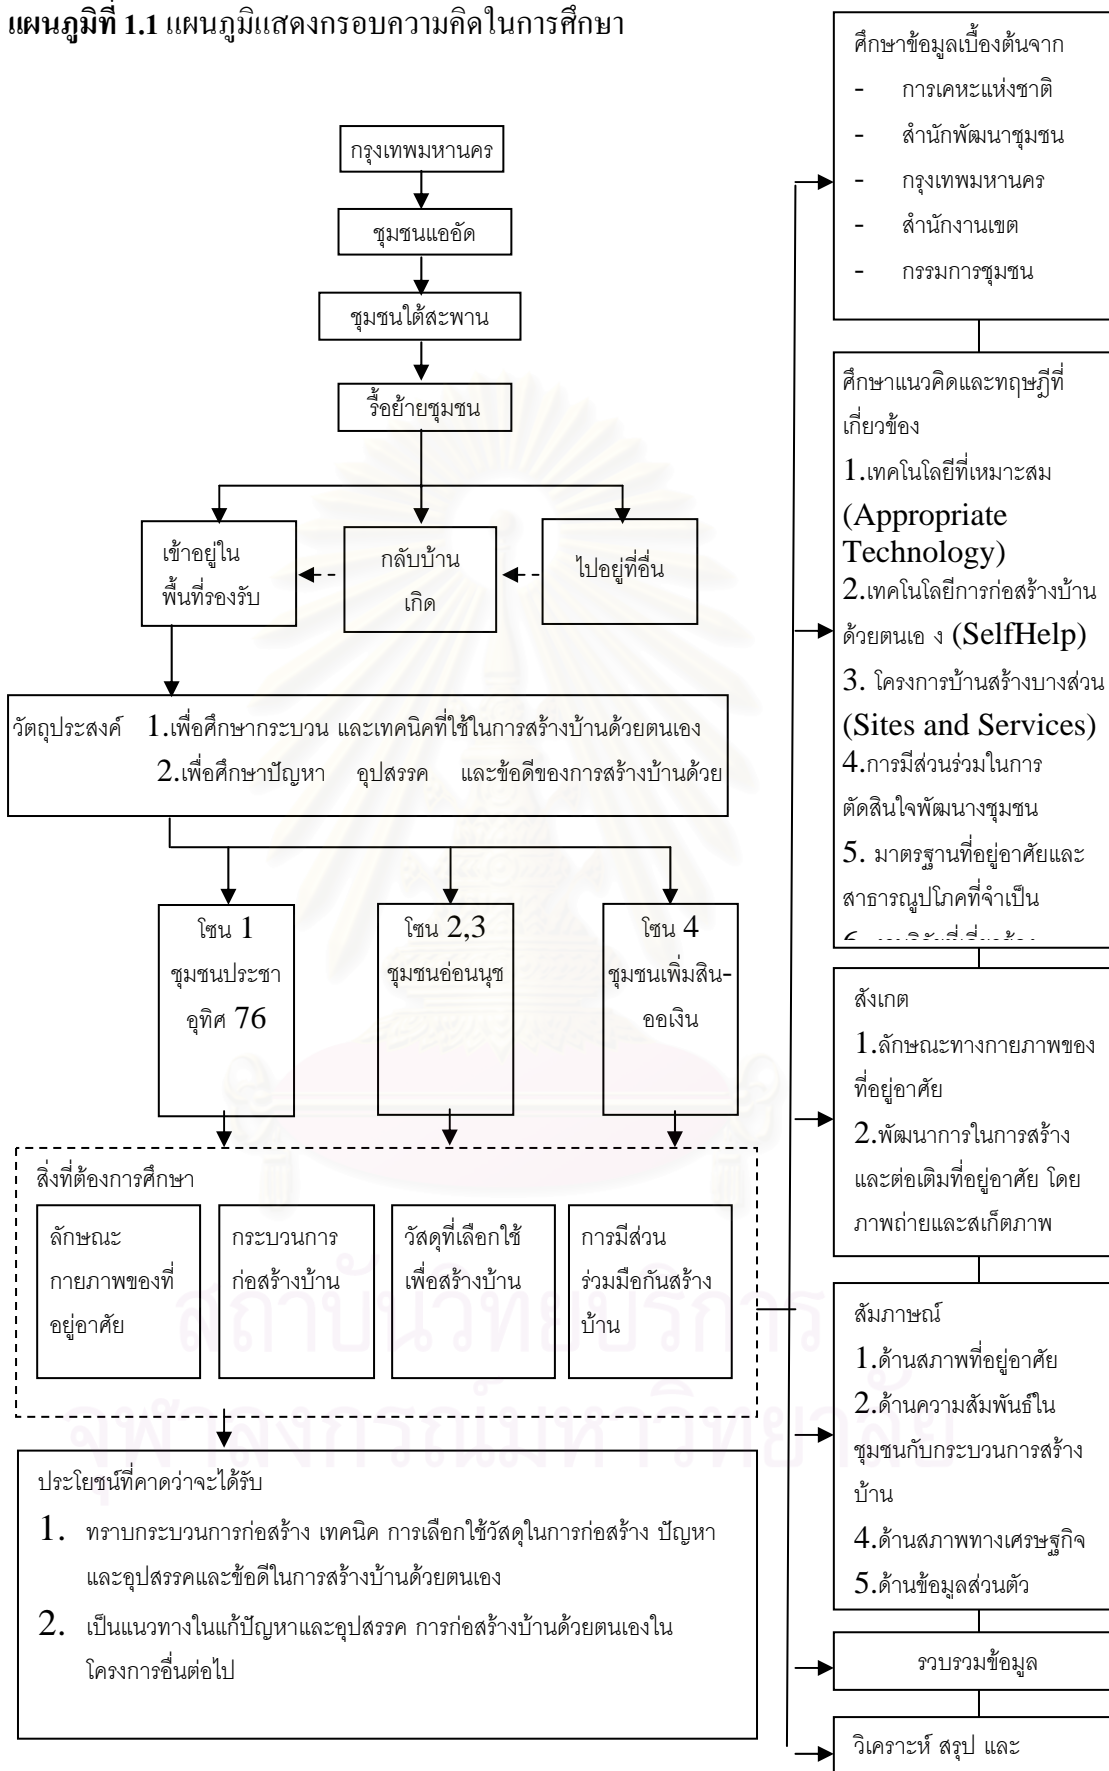 แผนภูมิที่ 1.1 แผนภูมิแสดงกรอบความคิดในการศึกษา
กรุงเทพมหานคร
ชุมชนแออัด
ชุมชนใต้สะพาน
รื้อย้ายชุมชน
เข้าอยู่ใน
พื้นที่รองรับ
กลับบ้าน
เกิด
ไปอยู่ที่อื่น
วัตถุประสงค์ 1.เพื่อศึกษากระบวน และเทคนิคที่ใช้ในการสร้างบ้านด้วยตนเอง
2.เพื่อศึกษาปัญหา อุปสรรค และข้อดีของการสร้างบ้านด้วย
โซน 1
ชุมชนประชา
อุทิศ 76
โซน 2,3
ชุมชนอ่อนนุช
โซน 4
ชุมชนเพิ่มสิน-
ออเงิน
สิ่งที่ต้องการศึกษา
ลักษณะ
กายภาพของที่
อยู่อาศัย
กระบวนการ
ก่อสร้างบ้าน
วัสดุที่เลือกใช้
เพื่อสร้างบ้าน
การมีส่วน
ร่วมมือกันสร้าง
บ้าน
ประโยชน์ที่คาดว่าจะได้รับ
1. ทราบกระบวนการก่อสร้าง เทคนิค การเลือกใช้วัสดุในการก่อสร้าง ปัญหา
และอุปสรรคและข้อดีในการสร้างบ้านด้วยตนเอง
2. เป็นแนวทางในแก้ปัญหาและอุปสรรค การก่อสร้างบ้านด้วยตนเองใน
โครงการอื่นต่อไป
ศึกษาข้อมูลเบื้องต้นจาก
- การเคหะแห่งชาติ
- สำนักพัฒนาชุมชน
- กรุงเทพมหานคร
- สำนักงานเขต
- กรรมการชุมชน
ศึกษาแนวคิดและทฤษฎีที่
เกี่ยวข้อง
1.เทคโนโลยีที่เหมาะสม
(Appropriate
Technology)
2.เทคโนโลยีการก่อสร้างบ้าน
ด้วยตนเอ ง (SelfHelp)
3. โครงการบ้านสร้างบางส่วน
(Sites and Services)
4.การมีส่วนร่วมในการ
ตัดสินใจพัฒนางชุมชน
5. มาตรฐานที่อยู่อาศัยและ
สาธารณูปโภคที่จำเป็น
6. งานวิจัยที่เกี่ยวข้อง
สังเกต
1.ลักษณะทางกายภาพของ
ที่อยู่อาศัย
2.พัฒนาการในการสร้าง
และต่อเติมที่อยู่อาศัย โดย
ภาพถ่ายและสเก็ตภาพ
สัมภาษณ์
1.ด้านสภาพที่อยู่อาศัย
2.ด้านความสัมพันธ์ใน
ชุมชนกับกระบวนการสร้าง
บ้าน
4.ด้านสภาพทางเศรษฐกิจ
5.ด้านข้อมูลส่วนตัว
รวบรวมข้อมูล
วิเคราะห์ สรุป และ
สถาบันวิทยบริการ
จุฬาลงกรณ์มหาวิทยาลัย